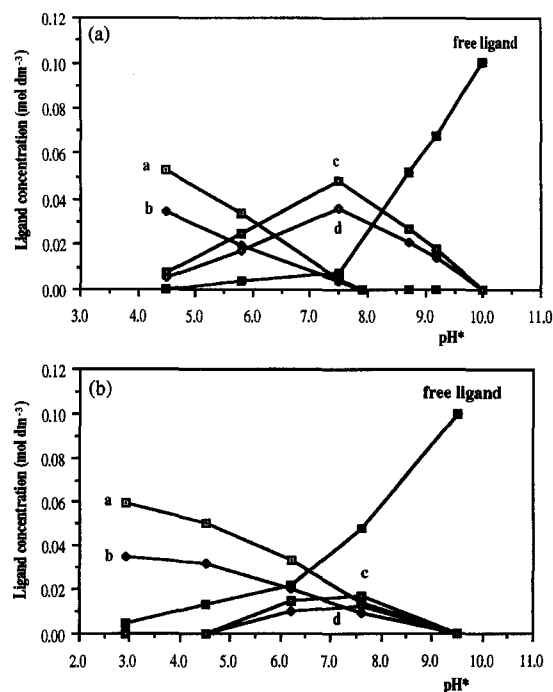 (a)
free ligand
Ligand concentration (mol dm⁻³)
0.12
0.10
0.08
0.06
0.04
0.02
0.00
a
b
c
d
3.0 4.0 5.0 6.0 7.0 8.0 9.0 10.0 11.0
pH*
(b)
free ligand
Ligand concentration (mol dm⁻³)
0.12
0.10
0.08
0.06
0.04
0.02
0.00
a
b
c
d
2.0 3.0 4.0 5.0 6.0 7.0 8.0 9.0 10.0 11.0
pH*